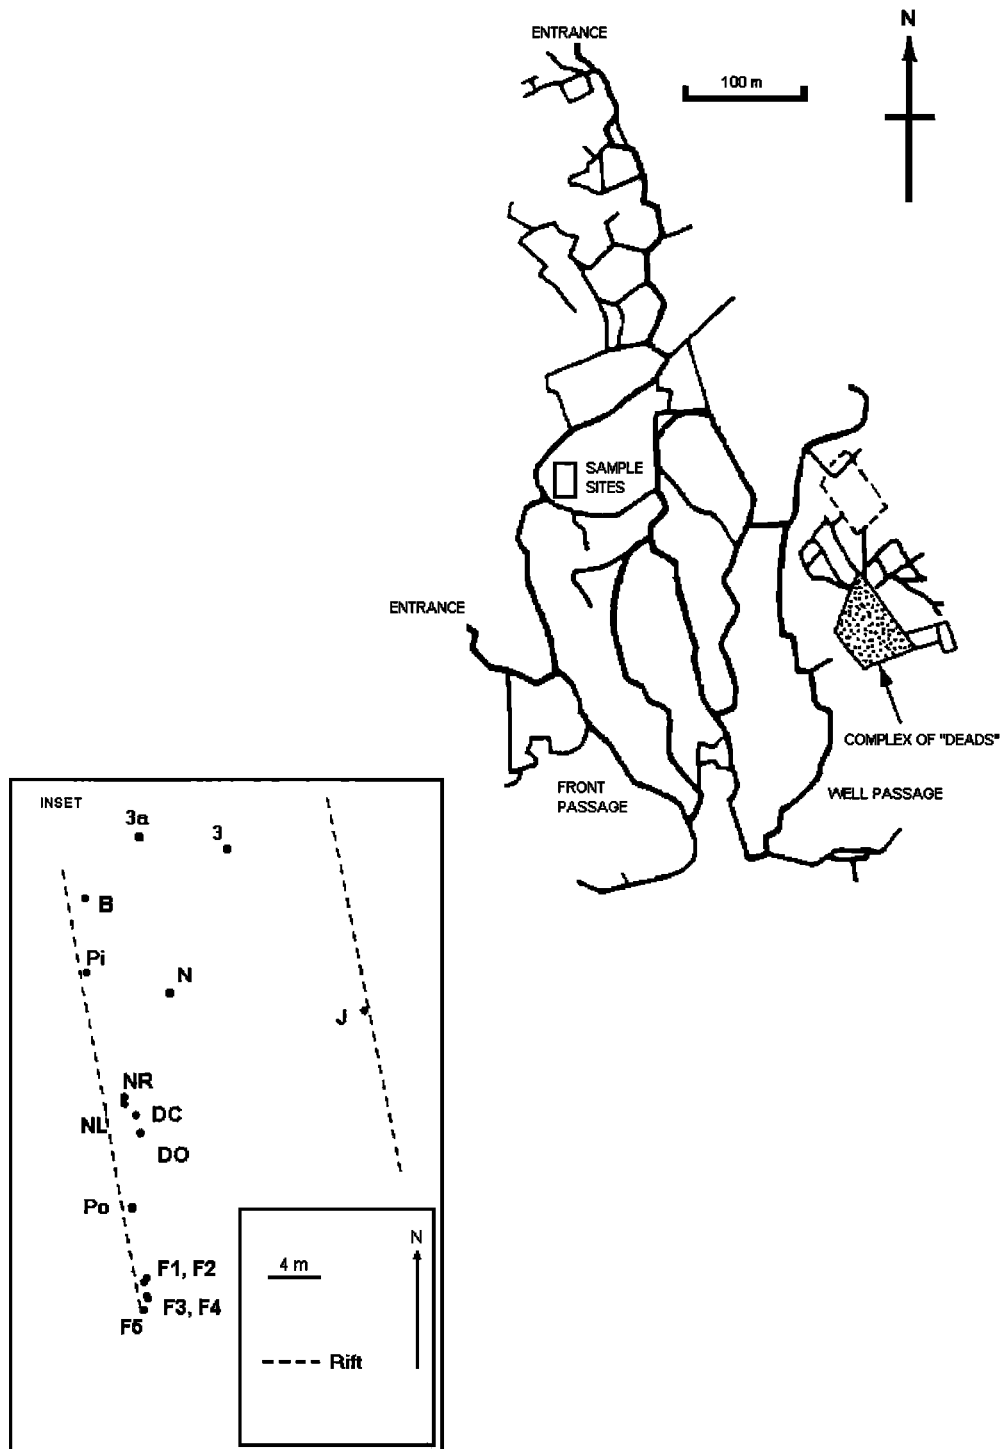 ENTRANCE
N
100 m
SAMPLE
SITES
ENTRANCE
COMPLEX OF "DEADS"
FRONT
PASSAGE
WELL PASSAGE
INSET
3a
3
B
Pi
N
J
NR
DC
NL
DO
Po
N
4 m
F1, F2
F3, F4
F5
Rift